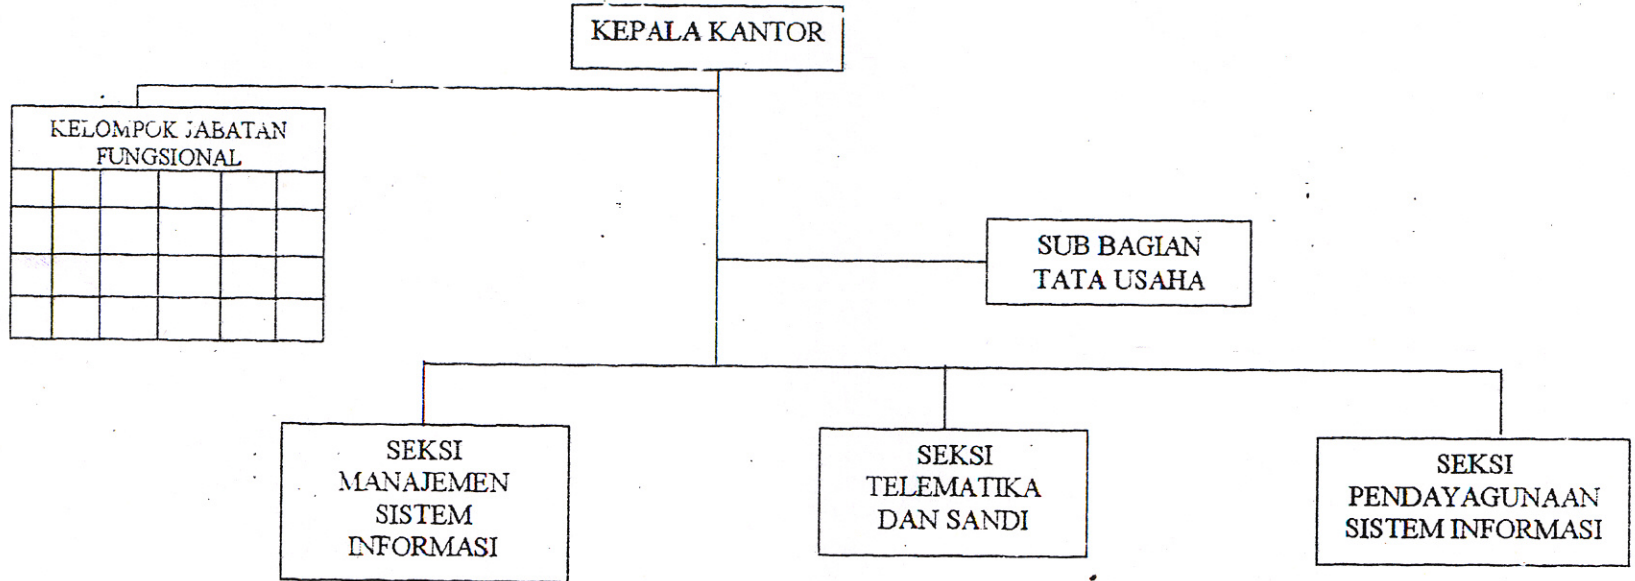 KEPALA KANTOR
KELOMPOK JABATAN
FUNGSIONAL
SUB BAGIAN
TATA USAHA
SEKSI
MANAJEMEN
SISTEM
INFORMASI
SEKSI
TELEMATIKA
DAN SANDI
SEKSI
PENDAYAGUNAAN
SISTEM INFORMASI